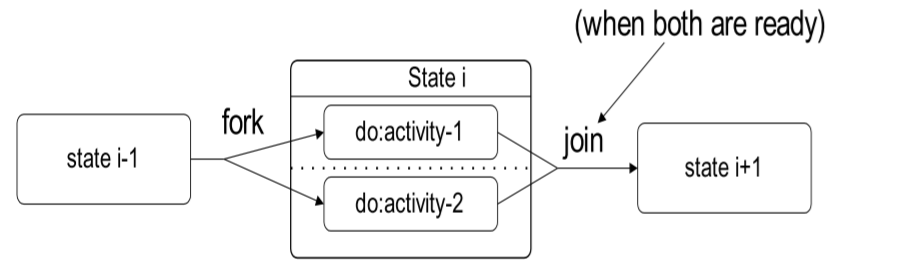 (when both are ready)
State i
fork
do:activity-1
join
state i-1
state i+1
do:activity-2